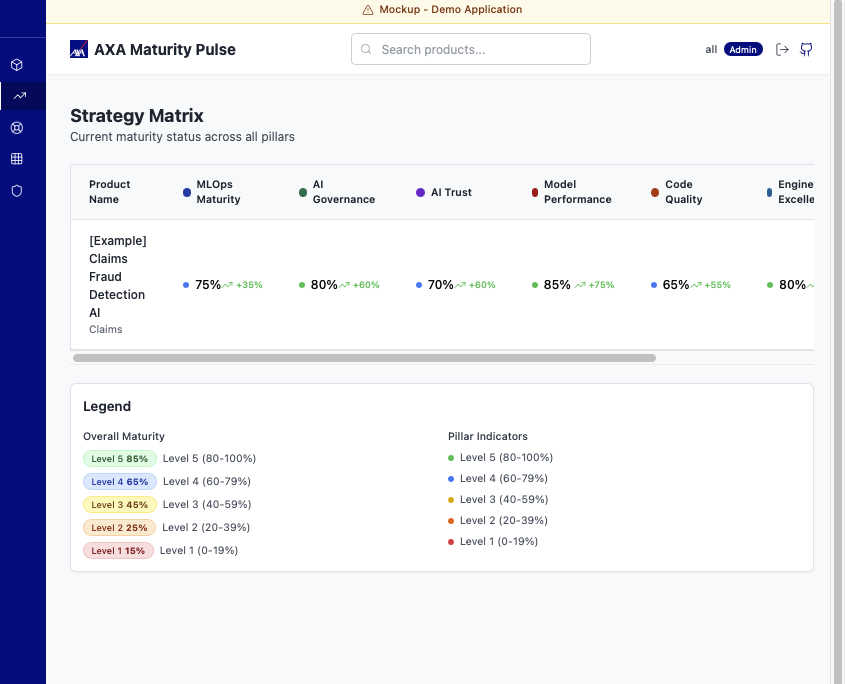 Mockup - Demo Application
AXA
AXA Maturity Pulse
Search products...
all
Admin
Strategy Matrix
Current maturity status across all pillars
Product
Name
MLOps
Maturity
AI
Governance
AI Trust
Model
Performance
Code
Quality
Engine
Excelle
[Example]
Claims
Fraud
Detection
AI
Claims
75% +35%
80% +60%
70% +60%
85% +75%
65% +55%
80%
Legend
Overall Maturity
Level 5 85% Level 5 (80-100%)
Level 4 65% Level 4 (60-79%)
Level 3 45% Level 3 (40-59%)
Level 2 25% Level 2 (20-39%)
Level 1 15% Level 1 (0-19%)
Pillar Indicators
Level 5 (80-100%)
Level 4 (60-79%)
Level 3 (40-59%)
Level 2 (20-39%)
Level 1 (0-19%)